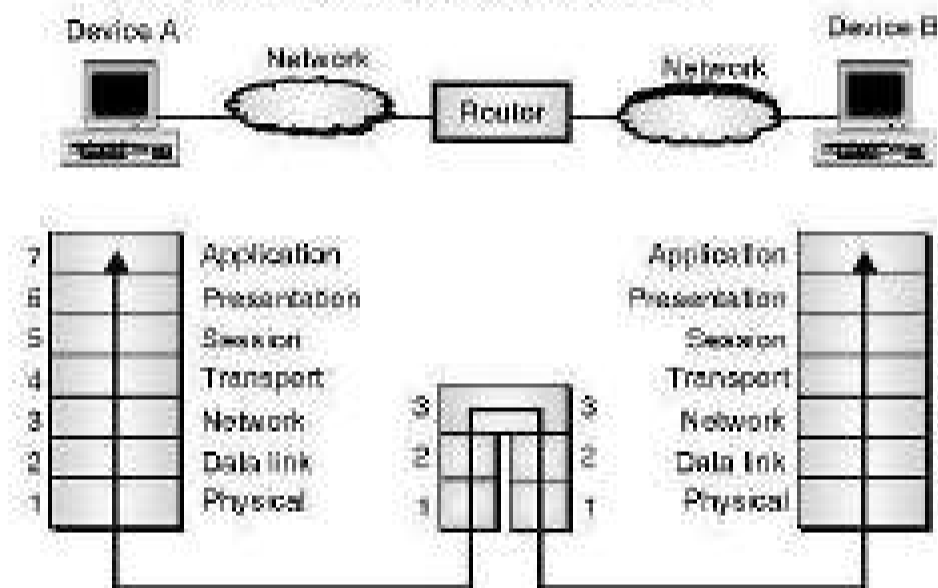 Device A
Device B
Network
Network
Router
7 Application
6 Presentation
5 Session
4 Transport
3 Network
2 Data link
1 Physical
3 3
2 2
1 1
Application
Presentation
Session
Transport
Network
Data link
Physical